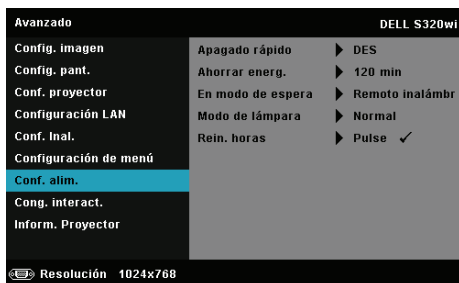 Avanzado DELL S320wi
Config. imagen
Config. pant.
Conf. proyector
Configuración LAN
Conf. Inal.
Configuración de menú
Conf. alim.
Cong. interact.
Inform. Proyector
Apagado rápido DES
Ahorrar energ. 120 min
En modo de espera Remoto inalámbr
Modo de lámpara Normal
Rein. horas Pulse ✓
Resolución 1024x768